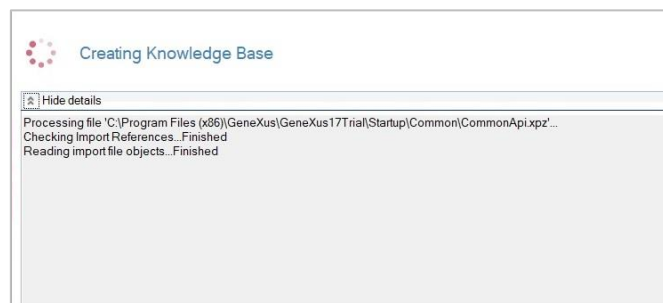 Creating Knowledge Base
Hide details
Processing file 'C:\Program Files (x86)\GeneXus\GeneXus17Trial\Startup\Common\CommonApi.xpz'...
Checking Import References...Finished
Reading import file objects...Finished